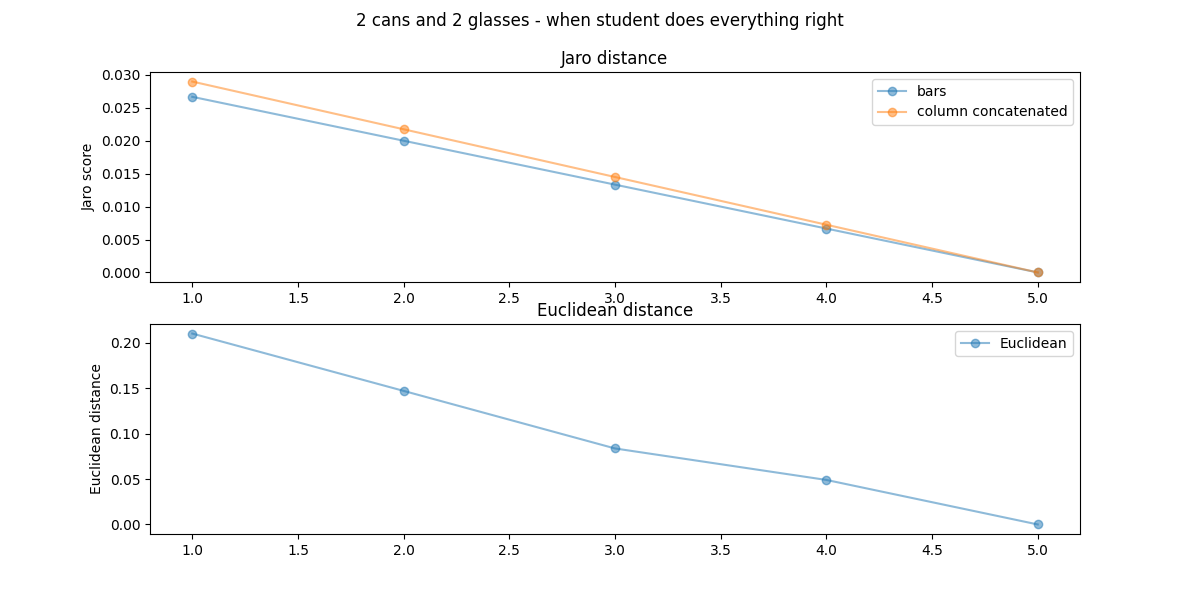 2 cans and 2 glasses - when student does everything right
Jaro distance
0.030
0.025
0.020
0.015
0.010
0.005
0.000
Jaro score
bars
column concatenated
1.0 1.5 2.0 2.5 3.0 3.5 4.0 4.5 5.0
Euclidean distance
0.20
0.15
0.10
0.05
0.00
Euclidean distance
Euclidean
1.0 1.5 2.0 2.5 3.0 3.5 4.0 4.5 5.0